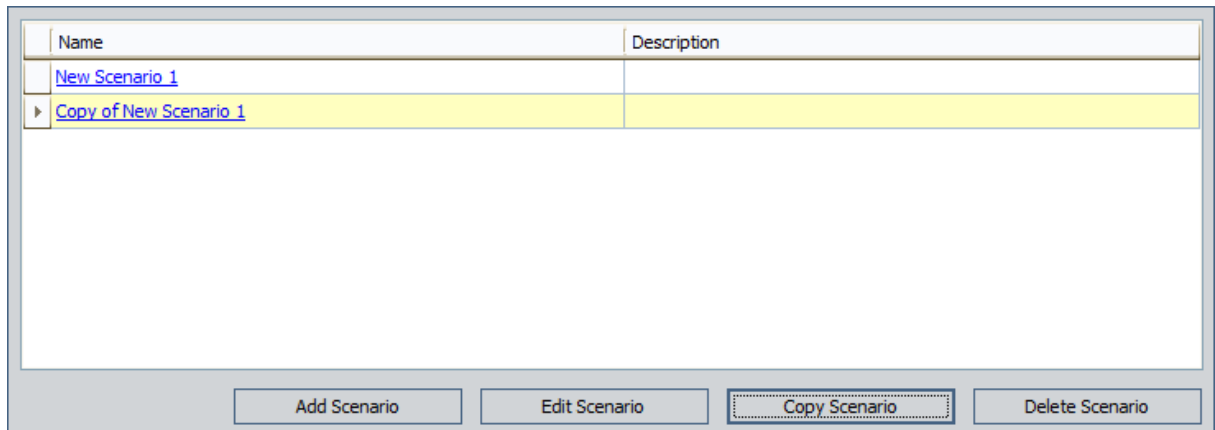 Name Description
New Scenario 1
Copy of New Scenario 1
Add Scenario Edit Scenario Copy Scenario Delete Scenario